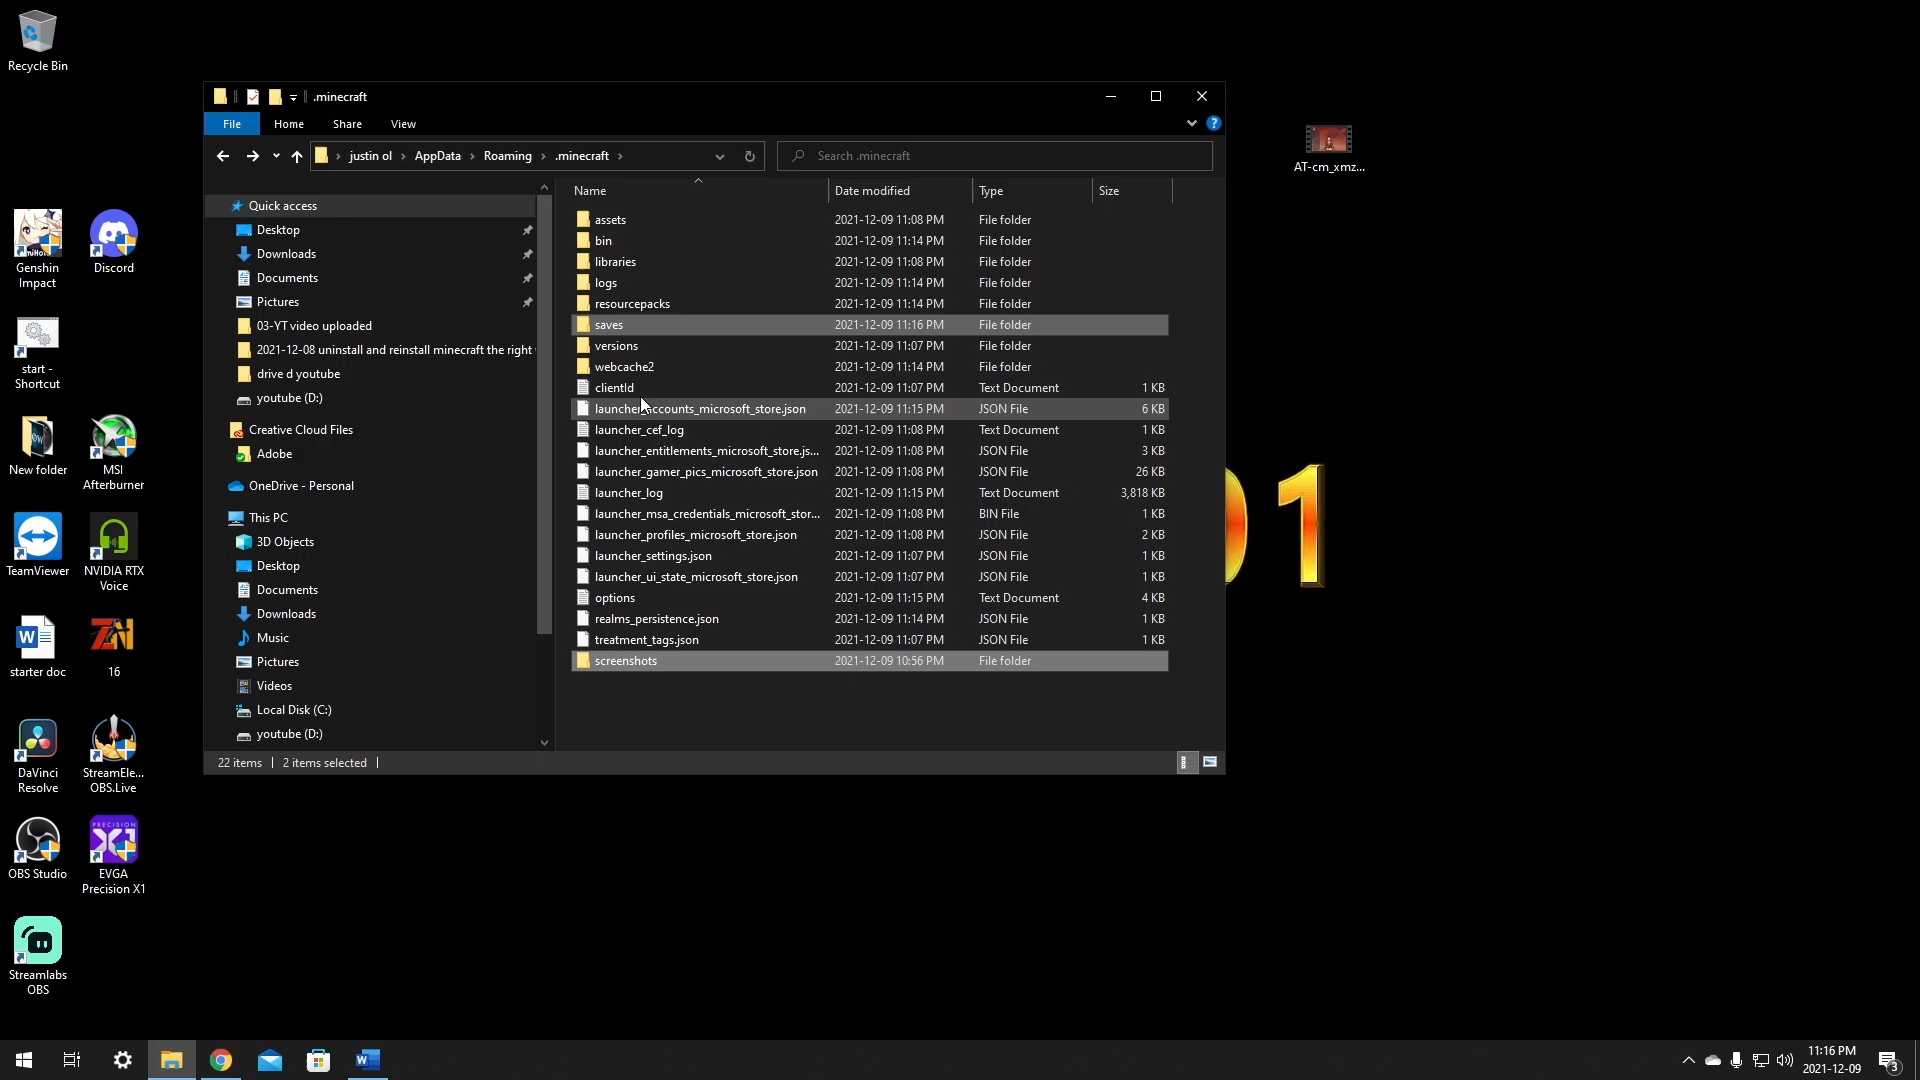 Recycle Bin
Genshin
Impact
Discord
start -
Shortcut
New folder
MSI
Afterburner
TeamViewer
NVIDIA RTX
Voice
starter doc
16
DaVinci
Resolve
StreamEle...
OBS.Live
OBS Studio
EVGA
Precision X1
Streamlabs
OBS
.minecraft
File Home Share View
justin ol AppData Roaming .minecraft
Search .minecraft
Quick access
Desktop
Downloads
Documents
Pictures
03-YT video uploaded
2021-12-08 uninstall and reinstall minecraft the right
drive d youtube
youtube (D:)
Creative Cloud Files
Adobe
OneDrive - Personal
This PC
3D Objects
Desktop
Documents
Downloads
Music
Pictures
Videos
Local Disk (C:)
youtube (D:)
Name Date modified Type Size
assets 2021-12-09 11:08 PM File folder
bin 2021-12-09 11:14 PM File folder
libraries 2021-12-09 11:08 PM File folder
logs 2021-12-09 11:14 PM File folder
resourcepacks 2021-12-09 11:14 PM File folder
saves 2021-12-09 11:16 PM File folder
versions 2021-12-09 11:07 PM File folder
webcache2 2021-12-09 11:14 PM File folder
clientId 2021-12-09 11:07 PM Text Document 1 KB
launcher_accounts_microsoft_store.json 2021-12-09 11:15 PM JSON File 6 KB
launcher_cef_log 2021-12-09 11:08 PM Text Document 1 KB
launcher_entitlements_microsoft_store.js... 2021-12-09 11:08 PM JSON File 3 KB
launcher_gamer_pics_microsoft_store.json 2021-12-09 11:08 PM JSON File 26 KB
launcher_log 2021-12-09 11:15 PM Text Document 3,818 KB
launcher_msa_credentials_microsoft_stor... 2021-12-09 11:08 PM BIN File 1 KB
launcher_profiles_microsoft_store.json 2021-12-09 11:08 PM JSON File 2 KB
launcher_settings.json 2021-12-09 11:07 PM JSON File 1 KB
launcher_ui_state_microsoft_store.json 2021-12-09 11:07 PM JSON File 1 KB
options 2021-12-09 11:15 PM Text Document 4 KB
realms_persistence.json 2021-12-09 11:14 PM JSON File 1 KB
treatment_tags.json 2021-12-09 11:07 PM JSON File 1 KB
screenshots 2021-12-09 10:56 PM File folder
22 items 2 items selected
AT-cm_xmz...
01
PRECISION
X1
11:16 PM
2021-12-09
3